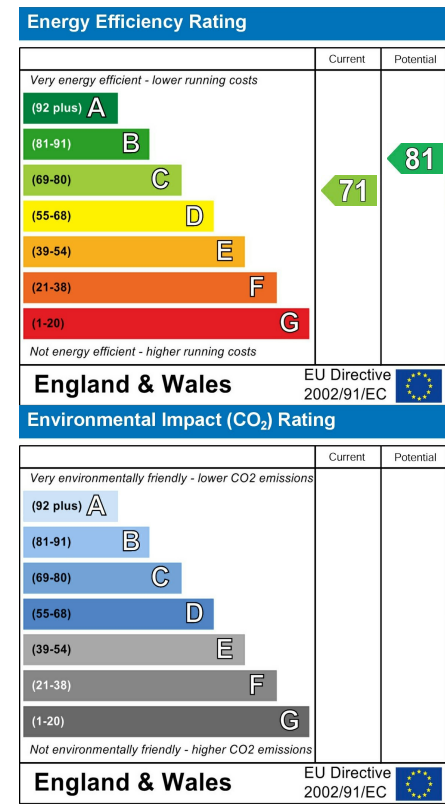 Energy Efficiency Rating
Current Potential
Very energy efficient - lower running costs
(92 plus) A
(81-91) B
81
(69-80) C
71
(55-68) D
(39-54) E
(21-38) F
(1-20) G
Not energy efficient - higher running costs
England & Wales
EU Directive
2002/91/EC
Environmental Impact (CO₂) Rating
Current Potential
Very environmentally friendly - lower CO2 emissions
(92 plus) A
(81-91) B
(69-80) C
(55-68) D
(39-54) E
(21-38) F
(1-20) G
Not environmentally friendly - higher CO2 emissions
England & Wales
EU Directive
2002/91/EC